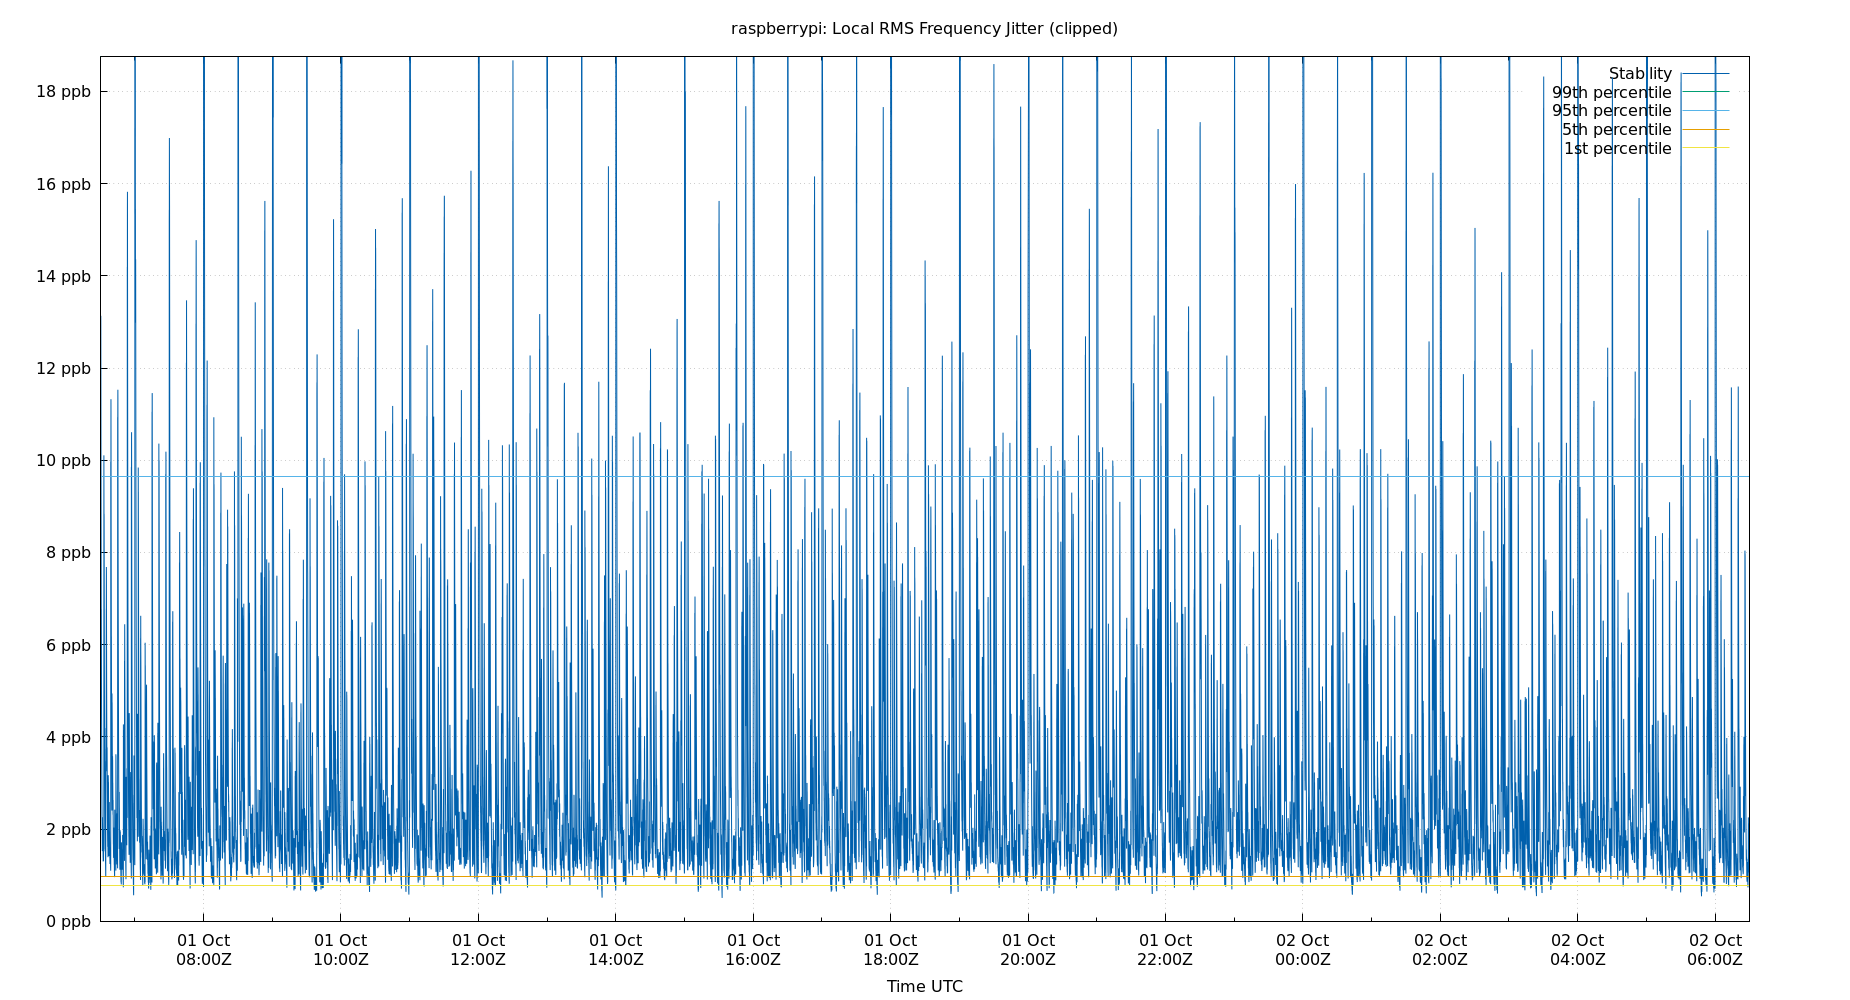 raspberrypi: Local RMS Frequency Jitter (clipped)
Stability
99th percentile
95th percentile
5th percentile
1st percentile
18 ppb
16 ppb
14 ppb
12 ppb
10 ppb
8 ppb
6 ppb
4 ppb
2 ppb
0 ppb
01 Oct 01 Oct 01 Oct 01 Oct 01 Oct 01 Oct 01 Oct 01 Oct 02 Oct 02 Oct 02 Oct 02 Oct
08:00Z 10:00Z 12:00Z 14:00Z 16:00Z 18:00Z 20:00Z 22:00Z 00:00Z 02:00Z 04:00Z 06:00Z
Time UTC